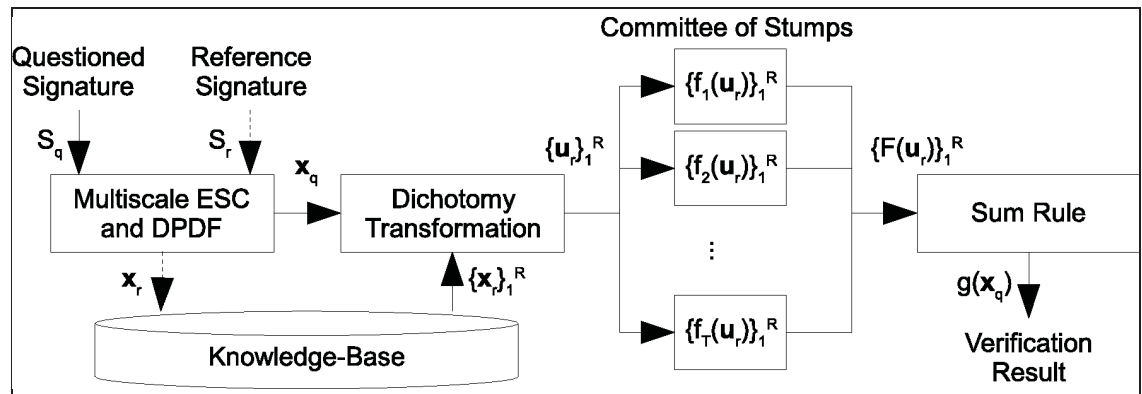 Committee of Stumps
Questioned
Signature
Reference
Signature
S_q
S_r
Multiscale ESC
and DPDF
x_q
Dichotomy
Transformation
{u_r}_1^R
{f_1(u_r)}_1^R
{f_2(u_r)}_1^R
⋮
{f_T(u_r)}_1^R
{F(u_r)}_1^R
Sum Rule
x_r
{x_r}_1^R
Knowledge-Base
g(x_q)
Verification
Result